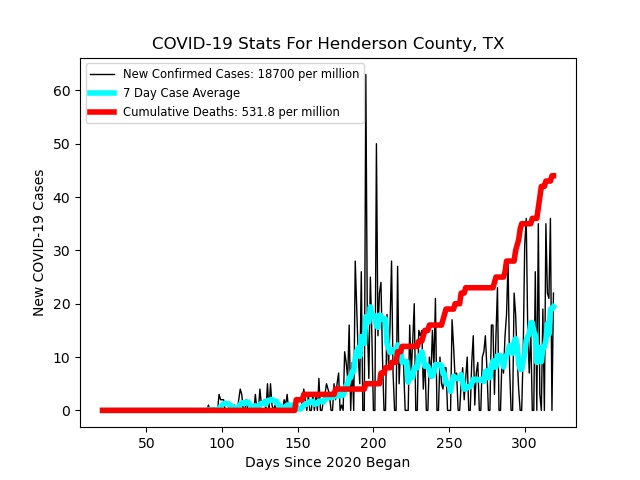 COVID-19 Stats For Henderson County, TX
New Confirmed Cases: 18700 per million
7 Day Case Average
Cumulative Deaths: 531.8 per million
New COVID-19 Cases
60
50
40
30
20
10
0
50 100 150 200 250 300
Days Since 2020 Began